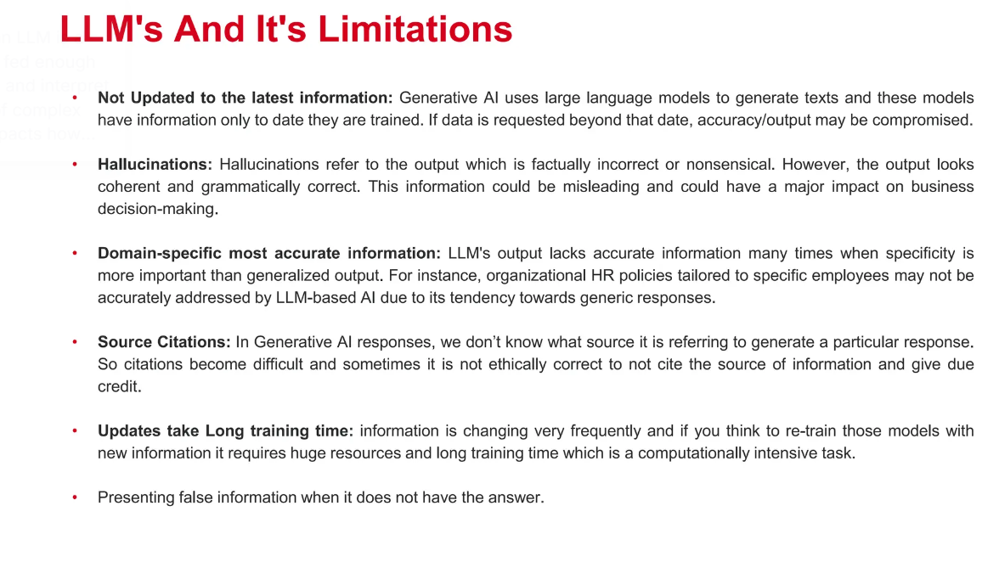 LLM's And It's Limitations
• Not Updated to the latest information: Generative AI uses large language models to generate texts and these models
have information only to date they are trained. If data is requested beyond that date, accuracy/output may be compromised.
• Hallucinations: Hallucinations refer to the output which is factually incorrect or nonsensical. However, the output looks
coherent and grammatically correct. This information could be misleading and could have a major impact on business
decision-making.
• Domain-specific most accurate information: LLM's output lacks accurate information many times when specificity is
more important than generalized output. For instance, organizational HR policies tailored to specific employees may not be
accurately addressed by LLM-based AI due to its tendency towards generic responses.
• Source Citations: In Generative AI responses, we don’t know what source it is referring to generate a particular response.
So citations become difficult and sometimes it is not ethically correct to not cite the source of information and give due
credit.
• Updates take Long training time: information is changing very frequently and if you think to re-train those models with
new information it requires huge resources and long training time which is a computationally intensive task.
• Presenting false information when it does not have the answer.